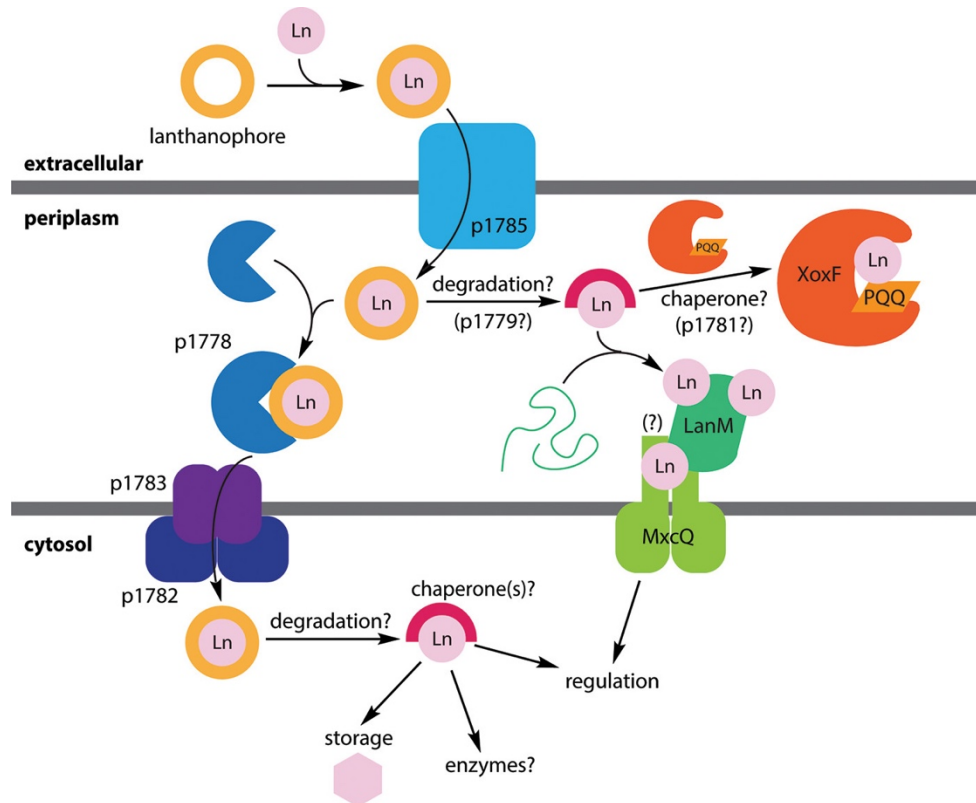 Ln
Ln
lanthanophore
extracellular
periplasm
p1785
PQQ
XoxF
Ln
PQQ
degradation?
(p1779?)
Ln
Ln
chaperone?
(p1781?)
p1778
Ln
Ln
Ln
LanM
(?)
Ln
p1783
cytosol
MxcQ
p1782
chaperone(s)?
degradation?
Ln
Ln
regulation
storage
enzymes?